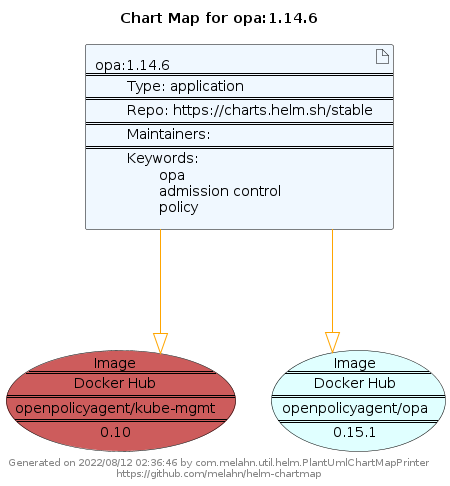 Chart Map for opa:1.14.6
opa:1.14.6
Type: application
Repo: https://charts.helm.sh/stable
Maintainers:
Keywords:
opa
admission control
policy
Image
Docker Hub
openpolicyagent/kube-mgmt
0.10
Image
Docker Hub
openpolicyagent/opa
0.15.1
Generated on 2022/08/12 02:36:46 by com.melahn.util.helm.PlantUmlChartMapPrinter
https://github.com/melahn/helm-chartmap